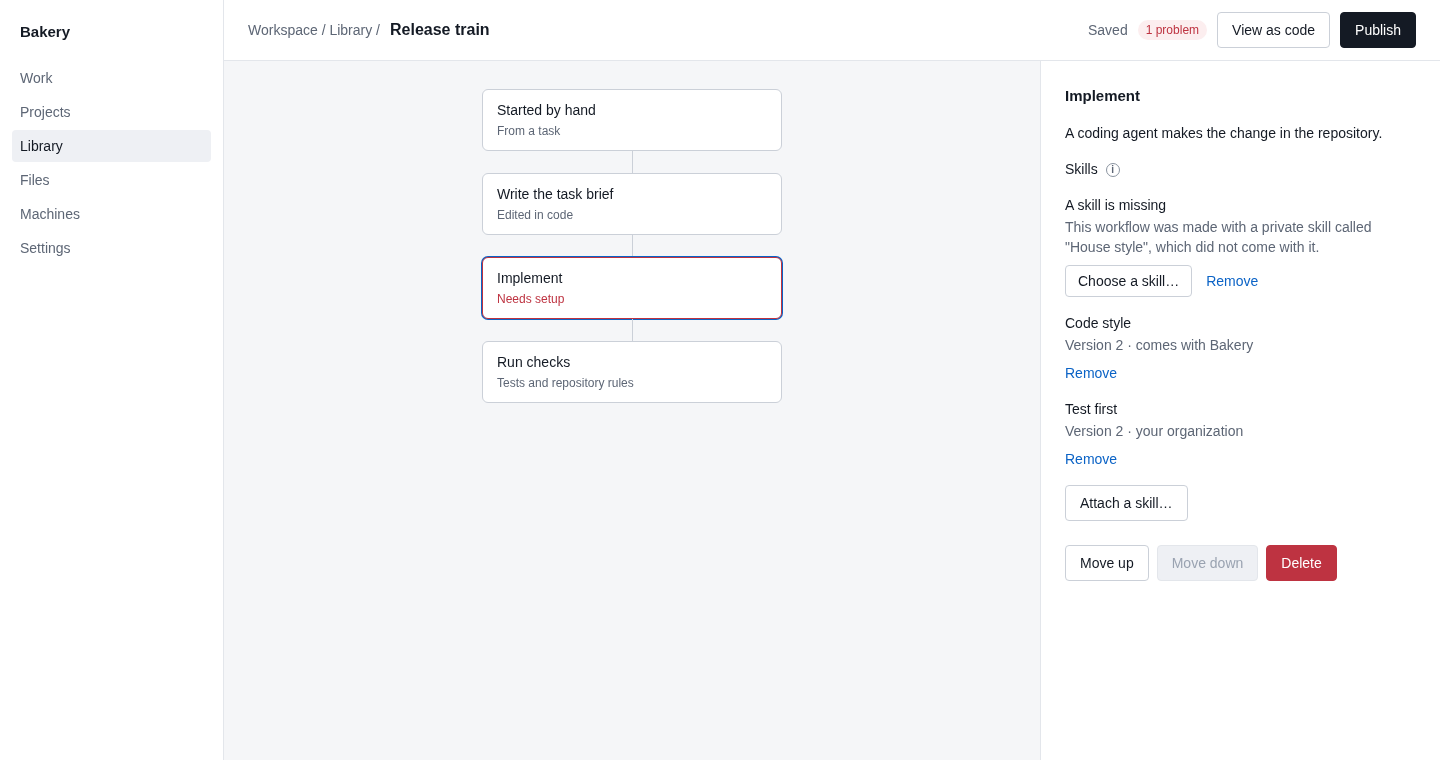 Bakery
Work
Projects
Library
Files
Machines
Settings
Workspace / Library / Release train
Saved
1 problem
View as code
Publish
Started by hand
From a task
Write the task brief
Edited in code
Implement
Needs setup
Run checks
Tests and repository rules
Implement
A coding agent makes the change in the repository.
Skills i
A skill is missing
This workflow was made with a private skill called
"House style", which did not come with it.
Choose a skill… Remove
Code style
Version 2 · comes with Bakery
Remove
Test first
Version 2 · your organization
Remove
Attach a skill…
Move up Move down Delete